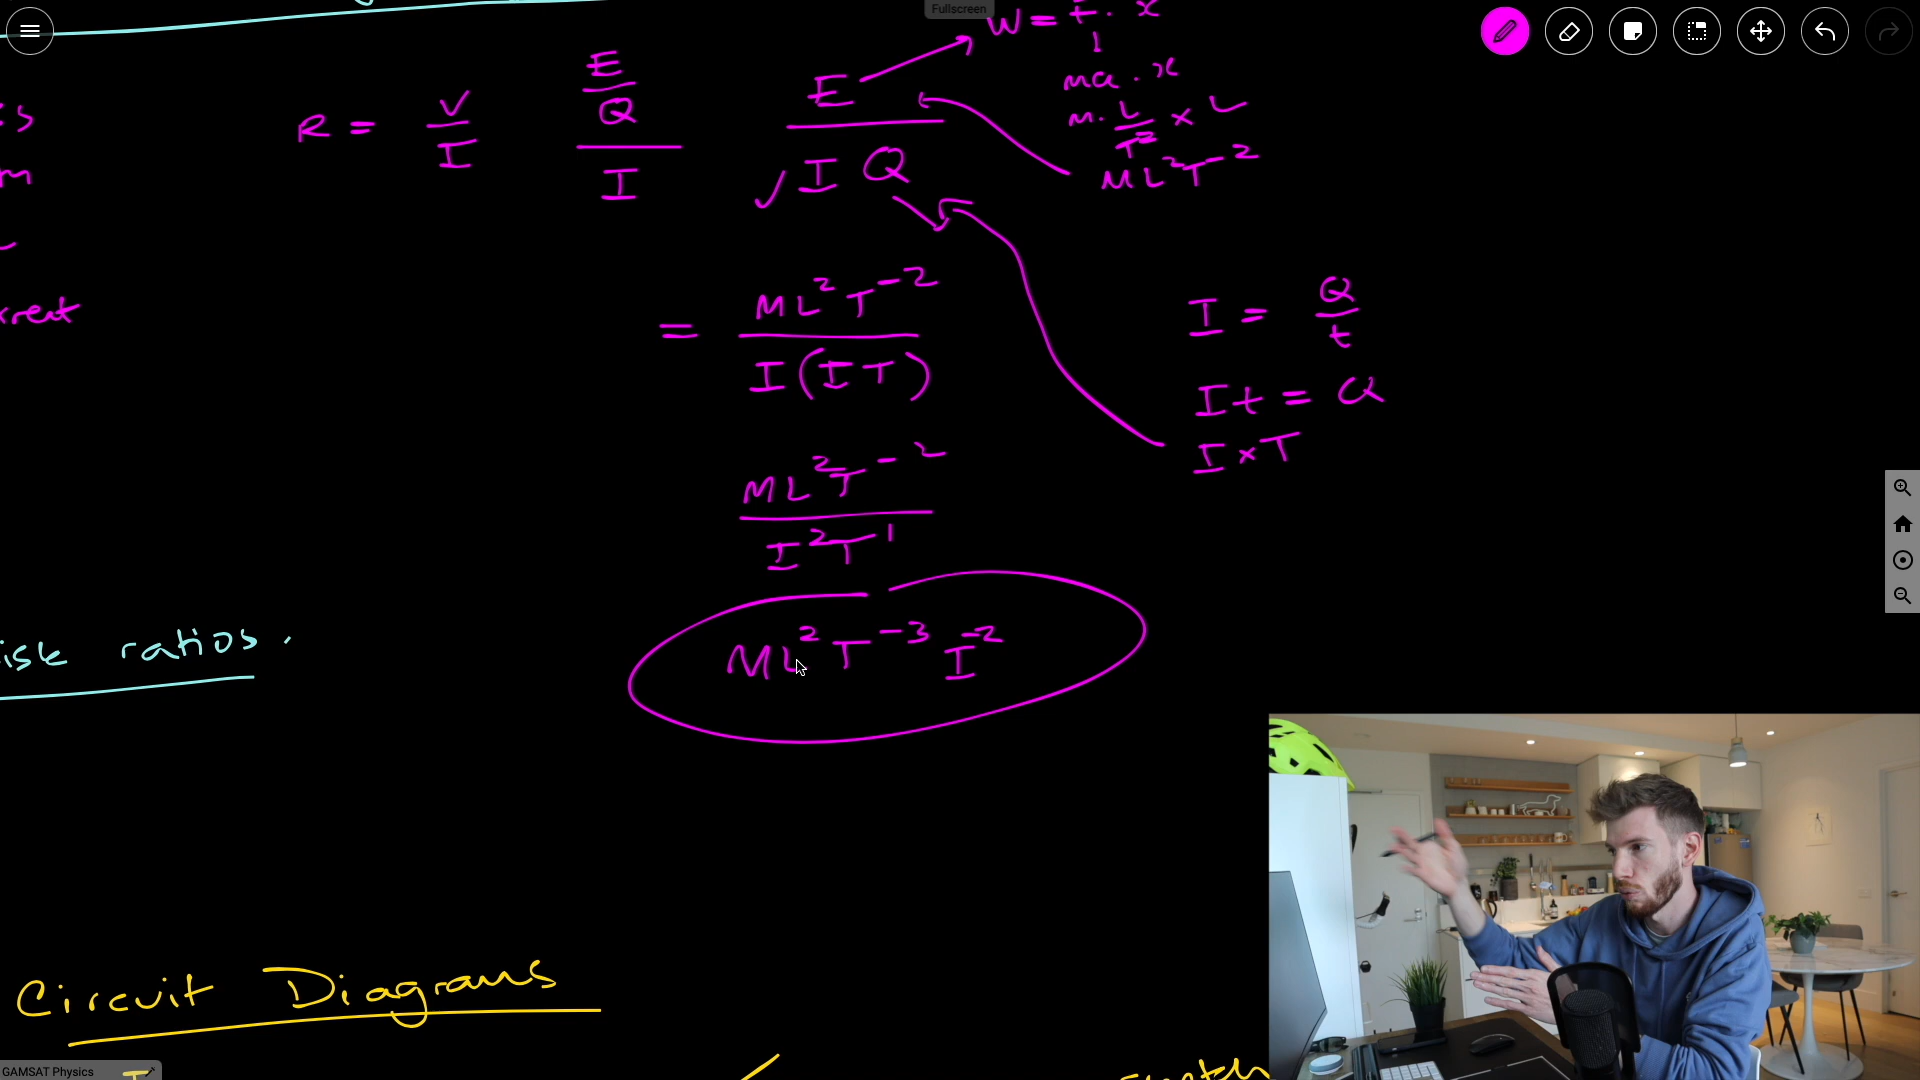 Fullscreen
W = F . x
ma . x
m . L/T² x L
ML²T⁻²
R = V/I
E/Q / I
E / ✓ I Q
= ML²T⁻² / I(IT)
I = Q/t
It = Q
I x T
ML²T⁻² / I²T¹
ML²T⁻³ I⁻²
ratios.
Circuit Diagrams
GAMSAT Physics